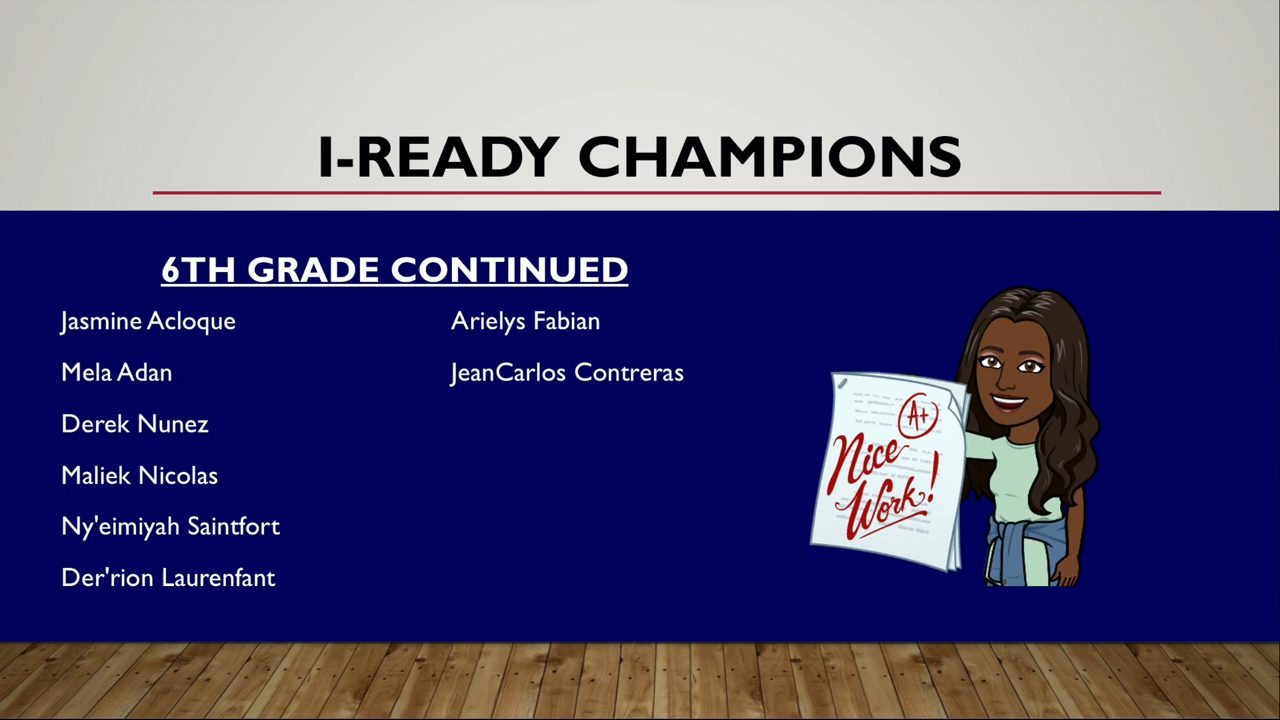 I-READY CHAMPIONS
6TH GRADE CONTINUED
Jasmine Acloque
Mela Adan
Derek Nunez
Maliek Nicolas
Ny'eimiyah Saintfort
Der'rion Laurenfant
Arielys Fabian
JeanCarlos Contreras
A+
Nice
Work!